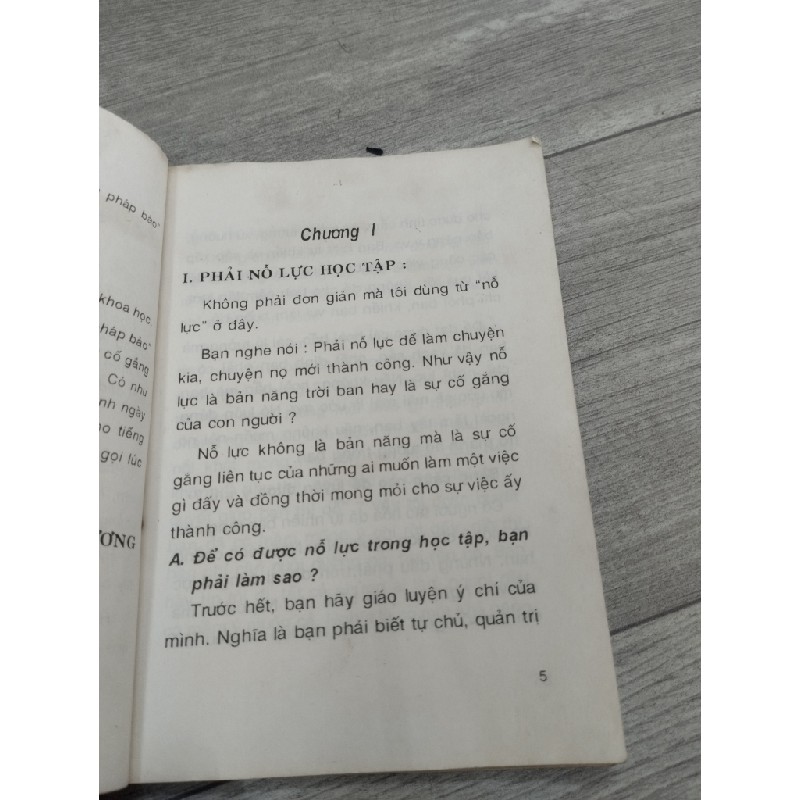 pháp bảo"
khoa học.
pháp bảo"
cố gắng
. Có như
ngày
tiếng
gọi lúc
ƯƠNG
Chương I
I. PHẢI NỖ LỰC HỌC TẬP :
Không phải đơn giản mà tôi dùng từ "nỗ
lực" ở đây.
Bạn nghe nói : Phải nỗ lực để làm chuyện
kia, chuyện nọ mới thành công. Như vậy nỗ
lực là bản năng trời ban hay là sự cố gắng
của con người ?
Nỗ lực không là bản năng mà là sự cố
gắng liên tục của những ai muốn làm một việc
gì đấy và đồng thời mong mỏi cho sự việc ấy
thành công.
A. Để có được nỗ lực trong học tập, bạn
phải làm sao ?
Trước hết, bạn hãy giáo luyện ý chí của
mình. Nghĩa là bạn phải biết tự chủ, quản trị
5